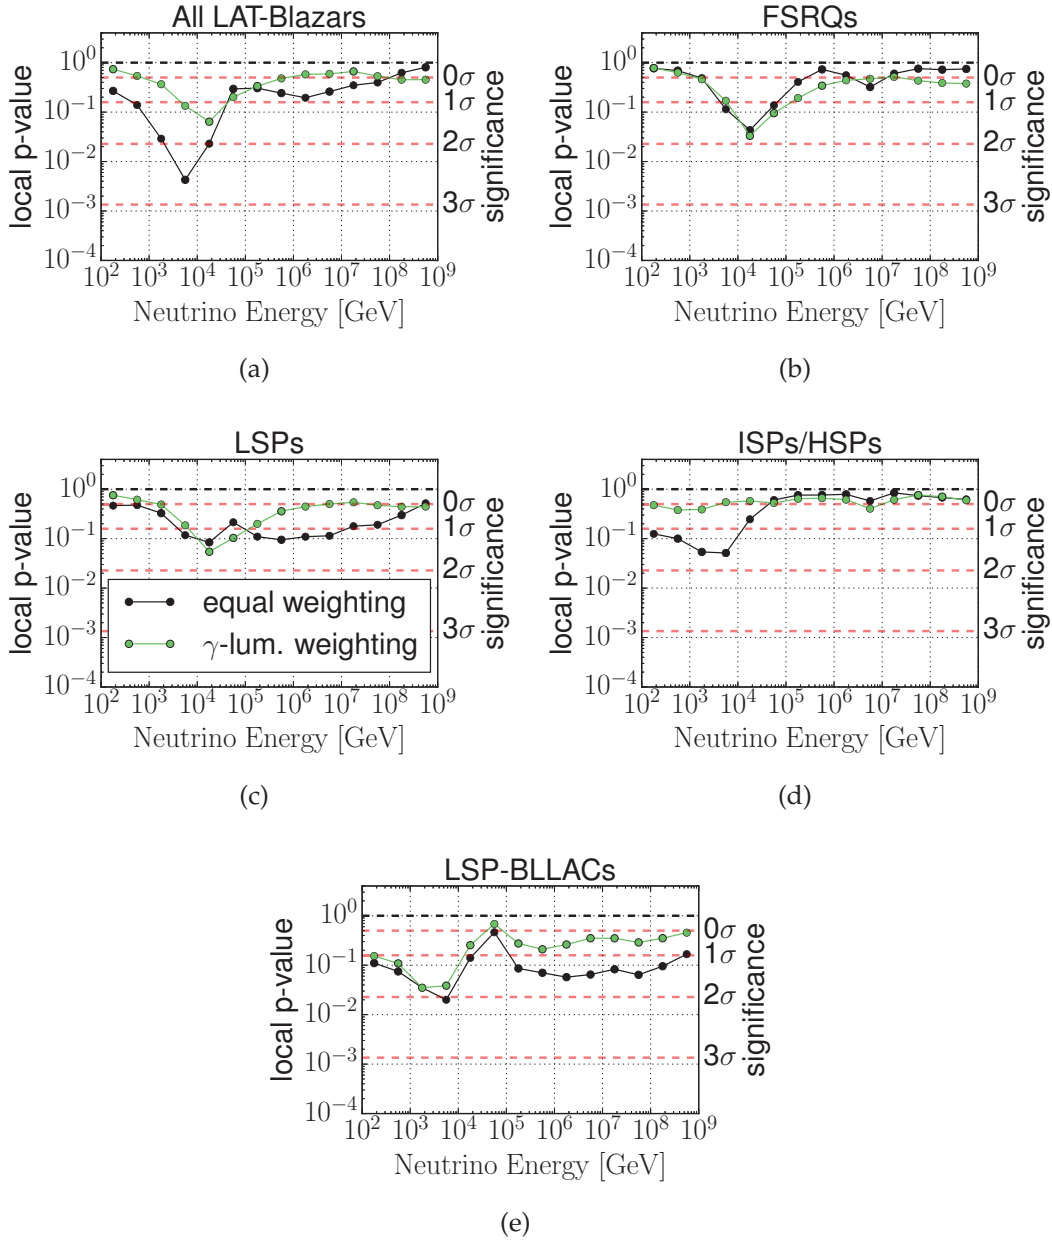 All LAT-Blazars
10^0
10^-1
10^-2
10^-3
10^-4
local p-value
0σ
1σ
2σ
3σ
significance
10^2 10^3 10^4 10^5 10^6 10^7 10^8 10^9
Neutrino Energy [GeV]
(a)
FSRQs
10^0
10^-1
10^-2
10^-3
10^-4
local p-value
0σ
1σ
2σ
3σ
significance
10^2 10^3 10^4 10^5 10^6 10^7 10^8 10^9
Neutrino Energy [GeV]
(b)
LSPs
10^0
10^-1
10^-2
10^-3
10^-4
local p-value
0σ
1σ
2σ
3σ
significance
equal weighting
γ-lum. weighting
10^2 10^3 10^4 10^5 10^6 10^7 10^8 10^9
Neutrino Energy [GeV]
(c)
ISPs/HSPs
10^0
10^-1
10^-2
10^-3
10^-4
local p-value
0σ
1σ
2σ
3σ
significance
10^2 10^3 10^4 10^5 10^6 10^7 10^8 10^9
Neutrino Energy [GeV]
(d)
LSP-BLLACs
10^0
10^-1
10^-2
10^-3
10^-4
local p-value
0σ
1σ
2σ
3σ
significance
10^2 10^3 10^4 10^5 10^6 10^7 10^8 10^9
Neutrino Energy [GeV]
(e)